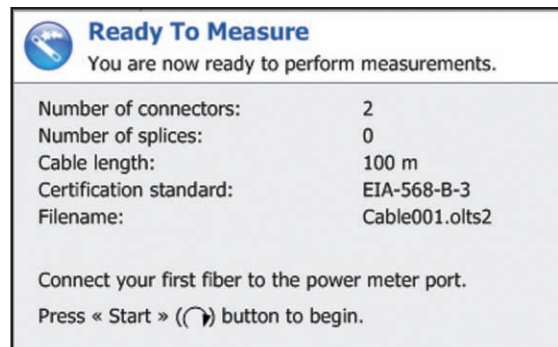 Ready To Measure
You are now ready to perform measurements.
Number of connectors: 2
Number of splices: 0
Cable length: 100 m
Certification standard: EIA-568-B-3
Filename: Cable001.olts2
Connect your first fiber to the power meter port.
Press « Start » (↷) button to begin.